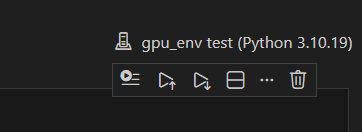 gpu_env test (Python 3.10.19)